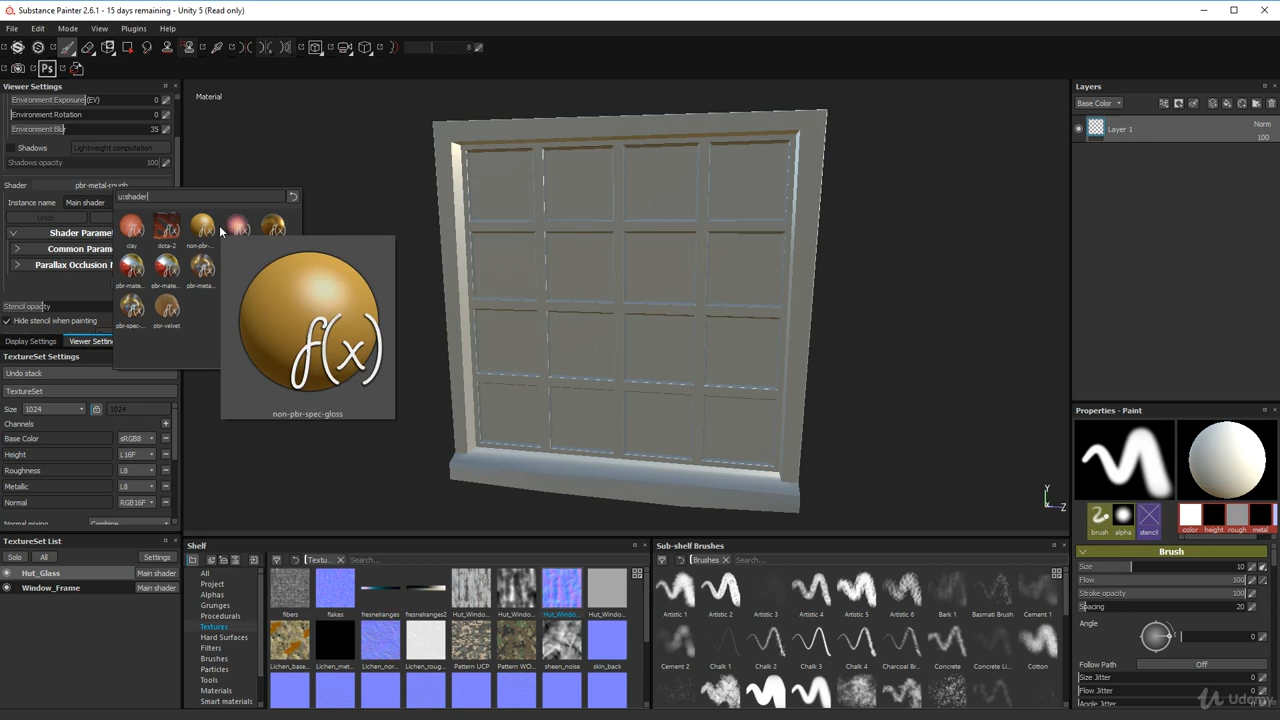 Substance Painter 2.6.1 - 15 days remaining - Unity 5 (Read only)
File Edit Mode View Plugins Help
8
Ps
Viewer Settings
Environment Exposure (EV) 0
Environment Rotation 0
Environment Blur 35
Shadows Lightweight computation
Shadows opacity 100
Shader pbr-metal-rough
Instance name Main shader
Undo
Shader Parame
Common Param
Parallax Occlusion M
Stencil opacity
Hide stencil when painting
Display Settings Viewer Settin
u:shader
clay dota-2 non-pbr-...
pbr-mate... pbr-mate... pbr-meta...
pbr-spec-... pbr-velvet
f(x)
non-pbr-spec-gloss
Material
Y
Z
TextureSet Settings
Undo stack
TextureSet
Size 1024 1024
Channels
Base Color sRGB8
Height L16F
Roughness L8
Metallic L8
Normal RGB16F
Normal mixing Combine
TextureSet List
Solo All Settings
Hut_Glass Main shader
Window_Frame Main shader
Shelf
Textu... Search...
All
Project
Alphas
Grunges
Procedurals
Textures
Hard Surfaces
Filters
Brushes
Particles
Tools
Materials
Smart materials
fibers flakes fresnelranges fresnelranges2 Hut_Windo... Hut_Windo... Hut_Windo... Hut_Windo...
Lichen_base... Lichen_met... Lichen_nor... Lichen_roug... Pattern UCP Pattern WO... sheen_noise skin_back
Sub-shelf Brushes
Brushes Search...
Artistic 1 Artistic 2 Artistic 3 Artistic 4 Artistic 5 Artistic 6 Bark 1 Basmati Brush Cement 1
Cement 2 Chalk 1 Chalk 2 Chalk 3 Chalk 4 Charcoal Br... Concrete Concrete Li... Cotton
Layers
Base Color
Layer 1 Norm
100
Properties - Paint
brush alpha stencil color height rough metal
Brush
Size 10
Flow 100
Stroke opacity 100
Spacing 20
Angle 0
Follow Path Off
Size Jitter 0
Flow Jitter 0
Angle Jitter 0
Udemy